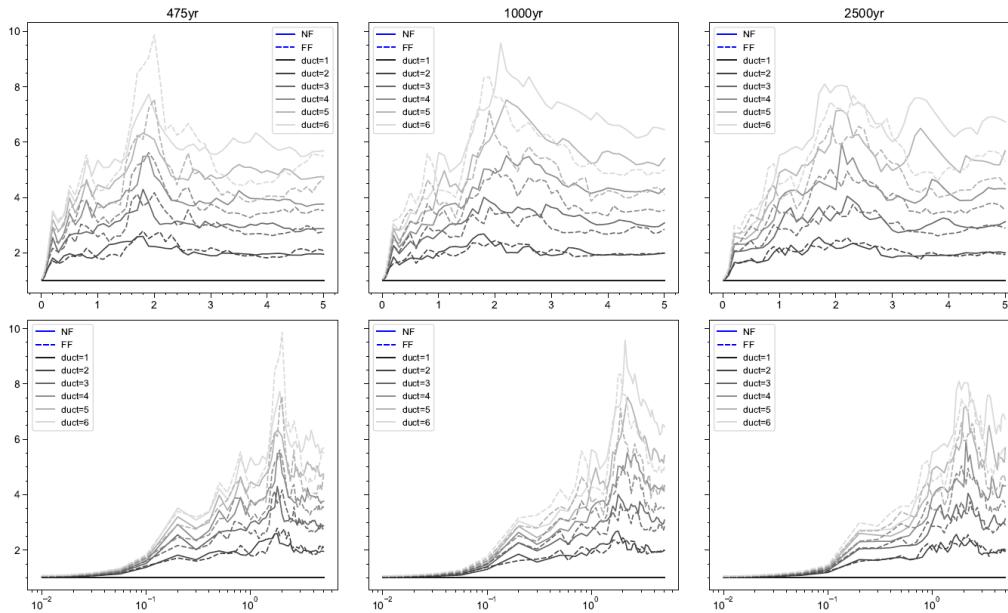 475yr
1000yr
2500yr
10
8
6
4
2
NF
FF
duct=1
duct=2
duct=3
duct=4
duct=5
duct=6
0 1 2 3 4 5
NF
FF
duct=1
duct=2
duct=3
duct=4
duct=5
duct=6
0 1 2 3 4 5
NF
FF
duct=1
duct=2
duct=3
duct=4
duct=5
duct=6
0 1 2 3 4 5
10
8
6
4
2
NF
FF
duct=1
duct=2
duct=3
duct=4
duct=5
duct=6
10⁻² 10⁻¹ 10⁰
NF
FF
duct=1
duct=2
duct=3
duct=4
duct=5
duct=6
10⁻² 10⁻¹ 10⁰
NF
FF
duct=1
duct=2
duct=3
duct=4
duct=5
duct=6
10⁻² 10⁻¹ 10⁰